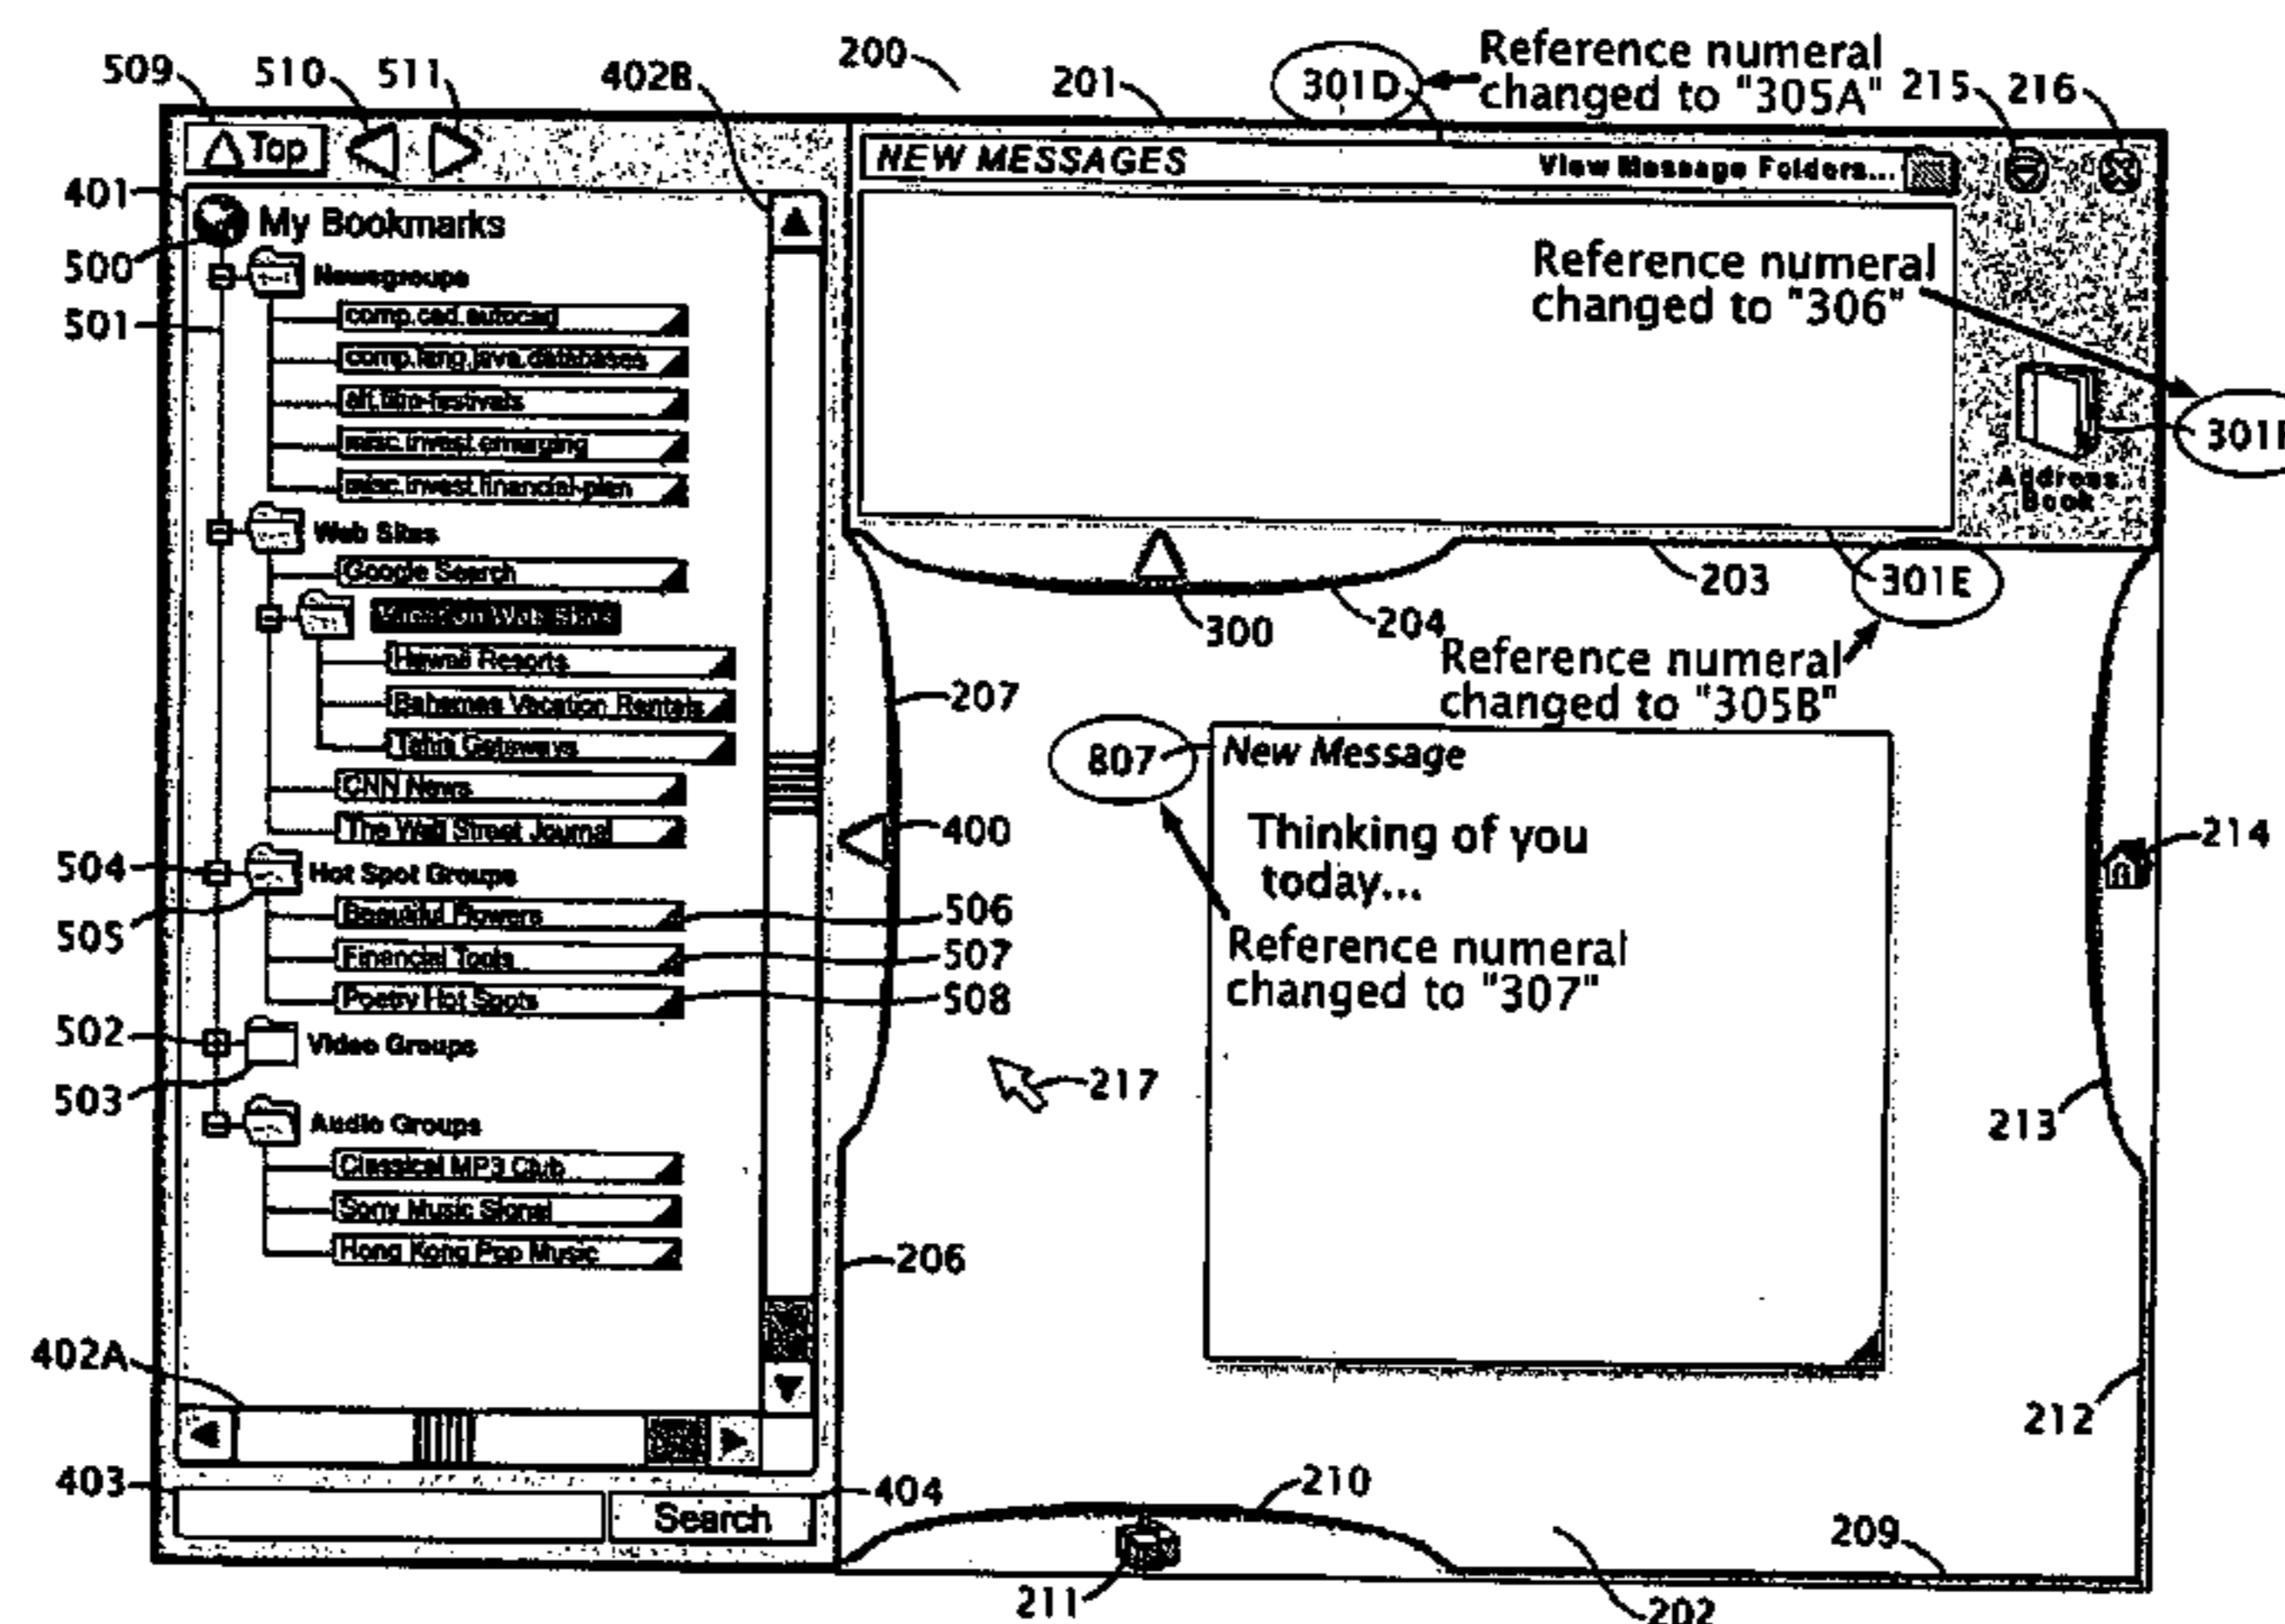 509 510 511 402B 200 201 301D Reference numeral changed to "305A" 215 216
Top
NEW MESSAGES View Message Folders...
401
My Bookmarks
500
Newsgroups
Reference numeral
changed to "306"
501
comp.cad.autocad
comp.lang.java.databases
alt.film-festivals
misc.invest.emerging
misc.invest.financial-plan
Address
Book
Web Sites
Google Search
300
204
203
301E
Reference numeral
changed to "305B"
Hawaii Resorts
Bahamas Vacation Rentals
207
CNN News
The Wall Street Journal
400
807
New Message
Thinking of you
today...
Reference numeral
changed to "307"
214
504
Hot Spot Groups
505
Beautiful Flowers
506
Financial Tools
507
Poetry Hot Spots
508
502
Video Groups
503
217
213
Audio Groups
Classical MP3 Club
Sony Music Signal
Hong Kong Pop Music
206
402A
212
403
Search
404
210
209
211
202